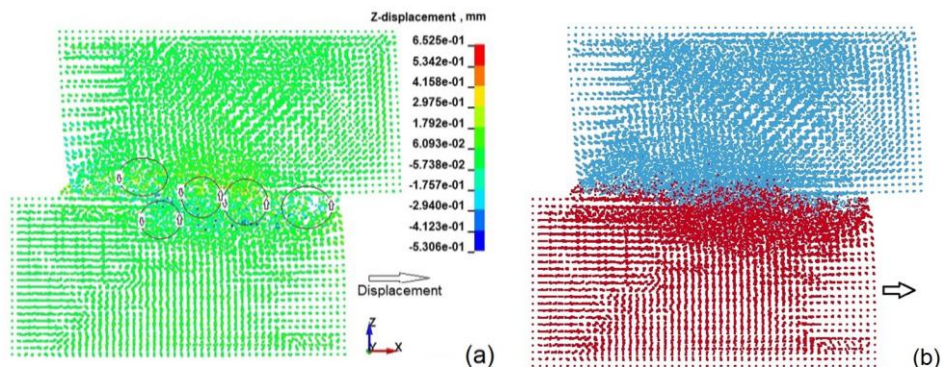 Z-displacement , mm
6.525e-01
5.342e-01
4.158e-01
2.975e-01
1.792e-01
6.093e-02
-5.738e-02
-1.757e-01
-2.940e-01
-4.123e-01
-5.306e-01
Displacement
Z
Y X
(a)
(b)